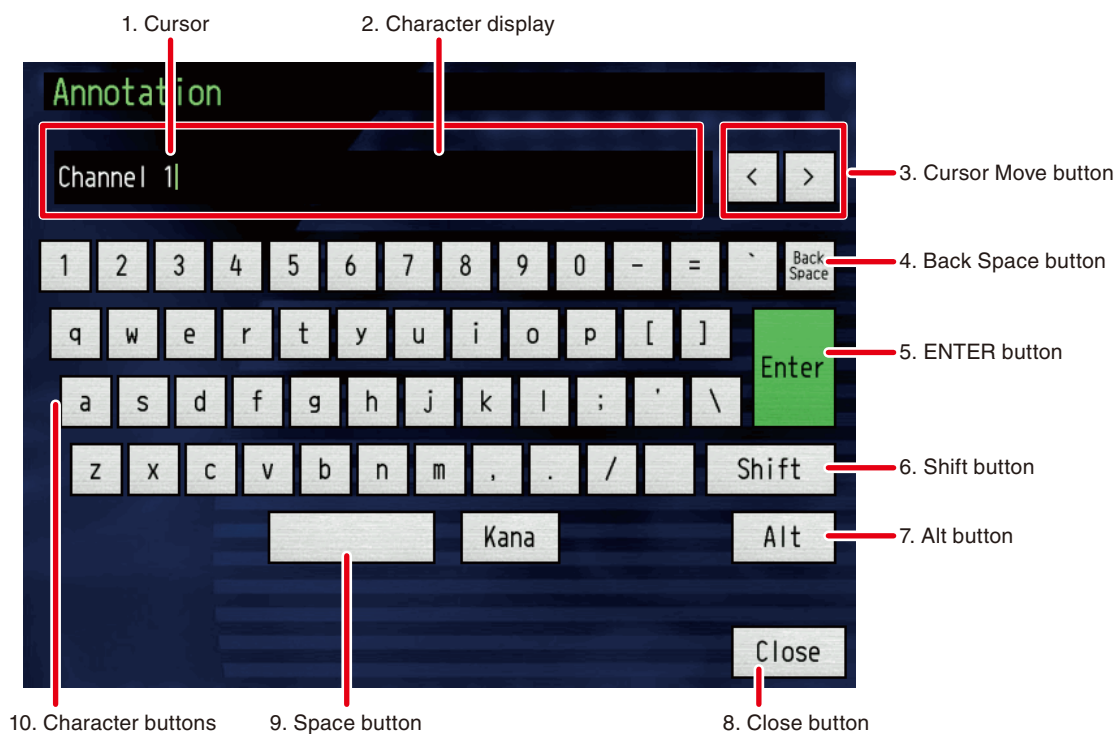 1. Cursor 2. Character display
Annotation
Channel 1
< >
3. Cursor Move button
1 2 3 4 5 6 7 8 9 0 - = ` Back Space
4. Back Space button
q w e r t y u i o p [ ]
Enter
5. ENTER button
a s d f g h j k l ; ' \
z x c v b n m , . / Shift
6. Shift button
Kana Alt
7. Alt button
Close
10. Character buttons 9. Space button 8. Close button